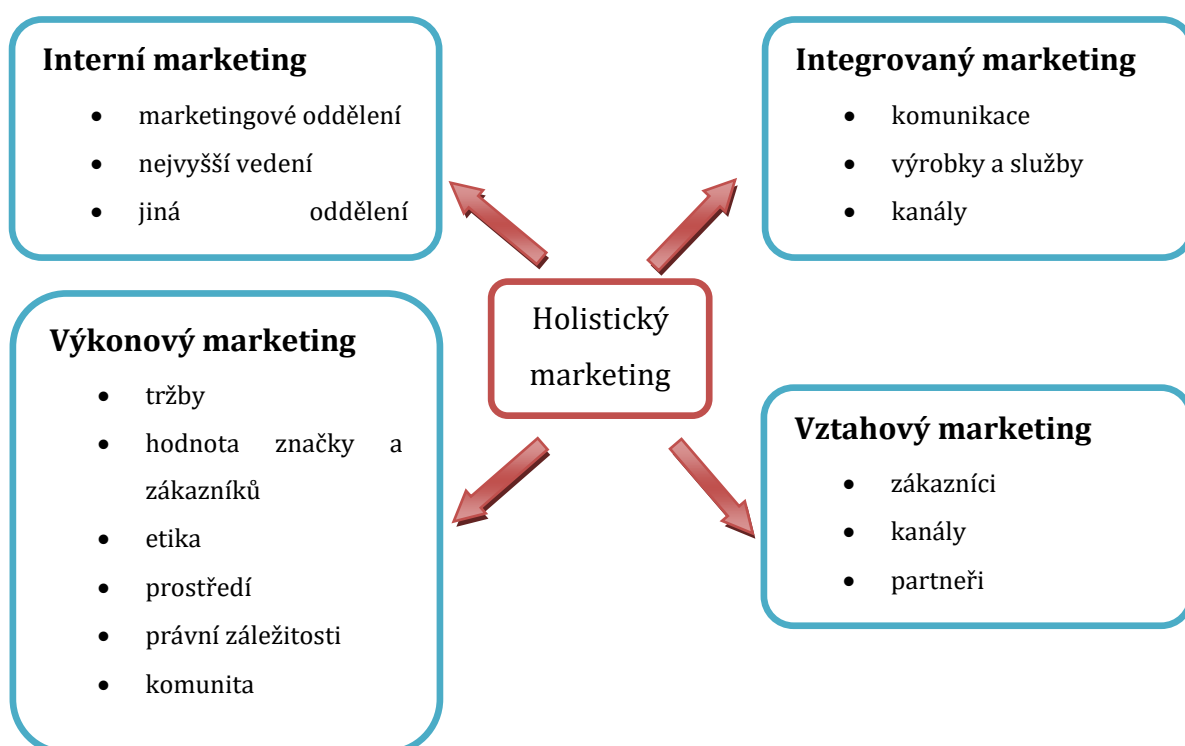 Interní marketing
• marketingové oddělení
• nejvyšší vedení
• jiná oddělení
Integrovaný marketing
• komunikace
• výrobky a služby
• kanály
Holistický
marketing
Výkonový marketing
• tržby
• hodnota značky a
zákazníků
• etika
• prostředí
• právní záležitosti
• komunita
Vztahový marketing
• zákazníci
• kanály
• partneři